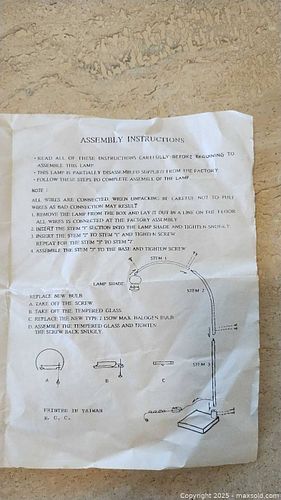 ASSEMBLY INSTRUCTIONS
• READ ALL OF THESE INSTRUCTIONS CAREFULLY BEFORE BEGINNING TO
ASSEMBLE THIS LAMP
• THIS LAMP IS PARTIALLY DISASSEMBLED SUPPLIED FROM THE FACTORY.
• FOLLOW THESE STEPS TO COMPLETE ASSEMBLE OF THE LAMP
NOTE :
ALL WIRES ARE CONNECTED WHEN UNPACKING BE CAREFUL NOT TO PULL
WIRES AS BAD CONNECTION MAY RESULT
1. REMOVE THE LAMP FROM THE BOX AND LAY IT OUT IN A LINE ON THE FLOOR
ALL WIRES IS CONNECTED AT THE FACTORY ASSEMBLY
2. INSERT THE STEM "1" SECTION INTO THE LAMP SHADE AND TIGHTEN SNUGLY
3. INSERT THE STEM "2" TO STEM "1" AND TIGHTEN SCREW
REPEAT FOR THE STEM "3" TO STEM "2"
4. ASSEMBLE THE STEM "3" TO THE BASE AND TIGHTEN SCREW
STEM - 1
LAMP SHADE
STEM - 2
REPLACE NEW BULB
A. TAKE OFF THE SCREW
B. TAKE OFF THE TEMPERED GLASS
C. REPLACE THE NEW TYPE J 150W MAX. HALOGEN BULB
D. ASSEMBLE THE TEMPERED GLASS AND TIGHTEN
THE SCREW BACK SNUGLY.
STEM - 3
A B C
PRINTED IN TAIWAN
R. O. C.
Copyright © 2025 - maxsold.com